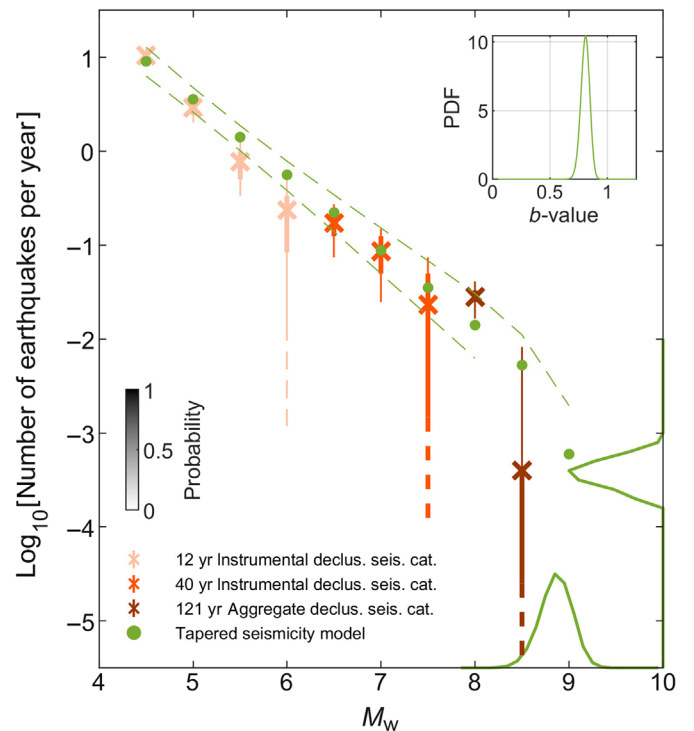 Log10[Number of earthquakes per year]
1
0
−1
−2
−3
−4
−5
4
5
6
7
8
9
10
Mw
PDF
10
5
0
0
0.5
1
b-value
1
0.5
0
Probability
12 yr Instrumental declus. seis. cat.
40 yr Instrumental declus. seis. cat.
121 yr Aggregate declus. seis. cat.
Tapered seismicity model